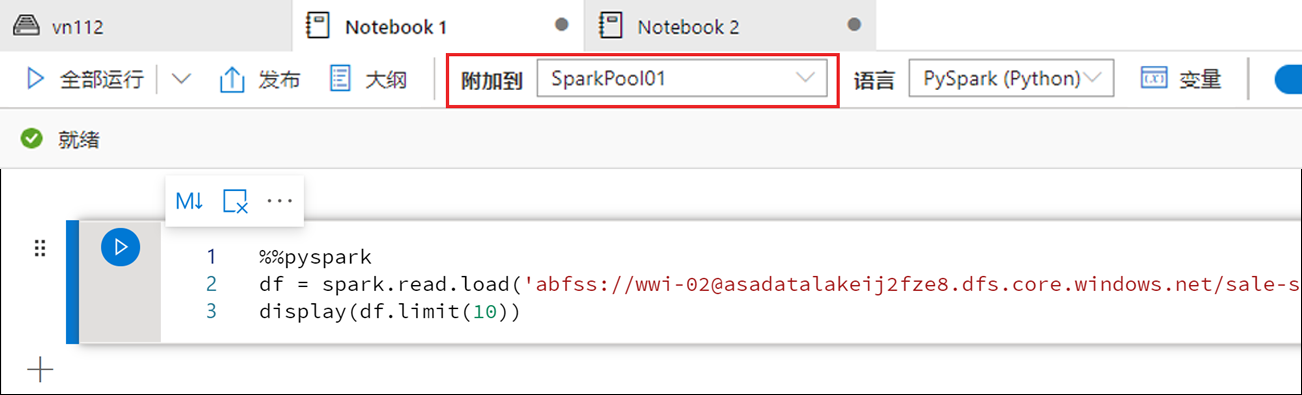 vn112 Notebook 1 Notebook 2
全部运行 发布 大纲 附加到 SparkPool01 语言 PySpark (Python) 变量
就绪
M↓ ...
1 %%pyspark
2 df = spark.read.load('abfss://wwi-02@asadatalakeij2fze8.dfs.core.windows.net/sale-s
3 display(df.limit(10))